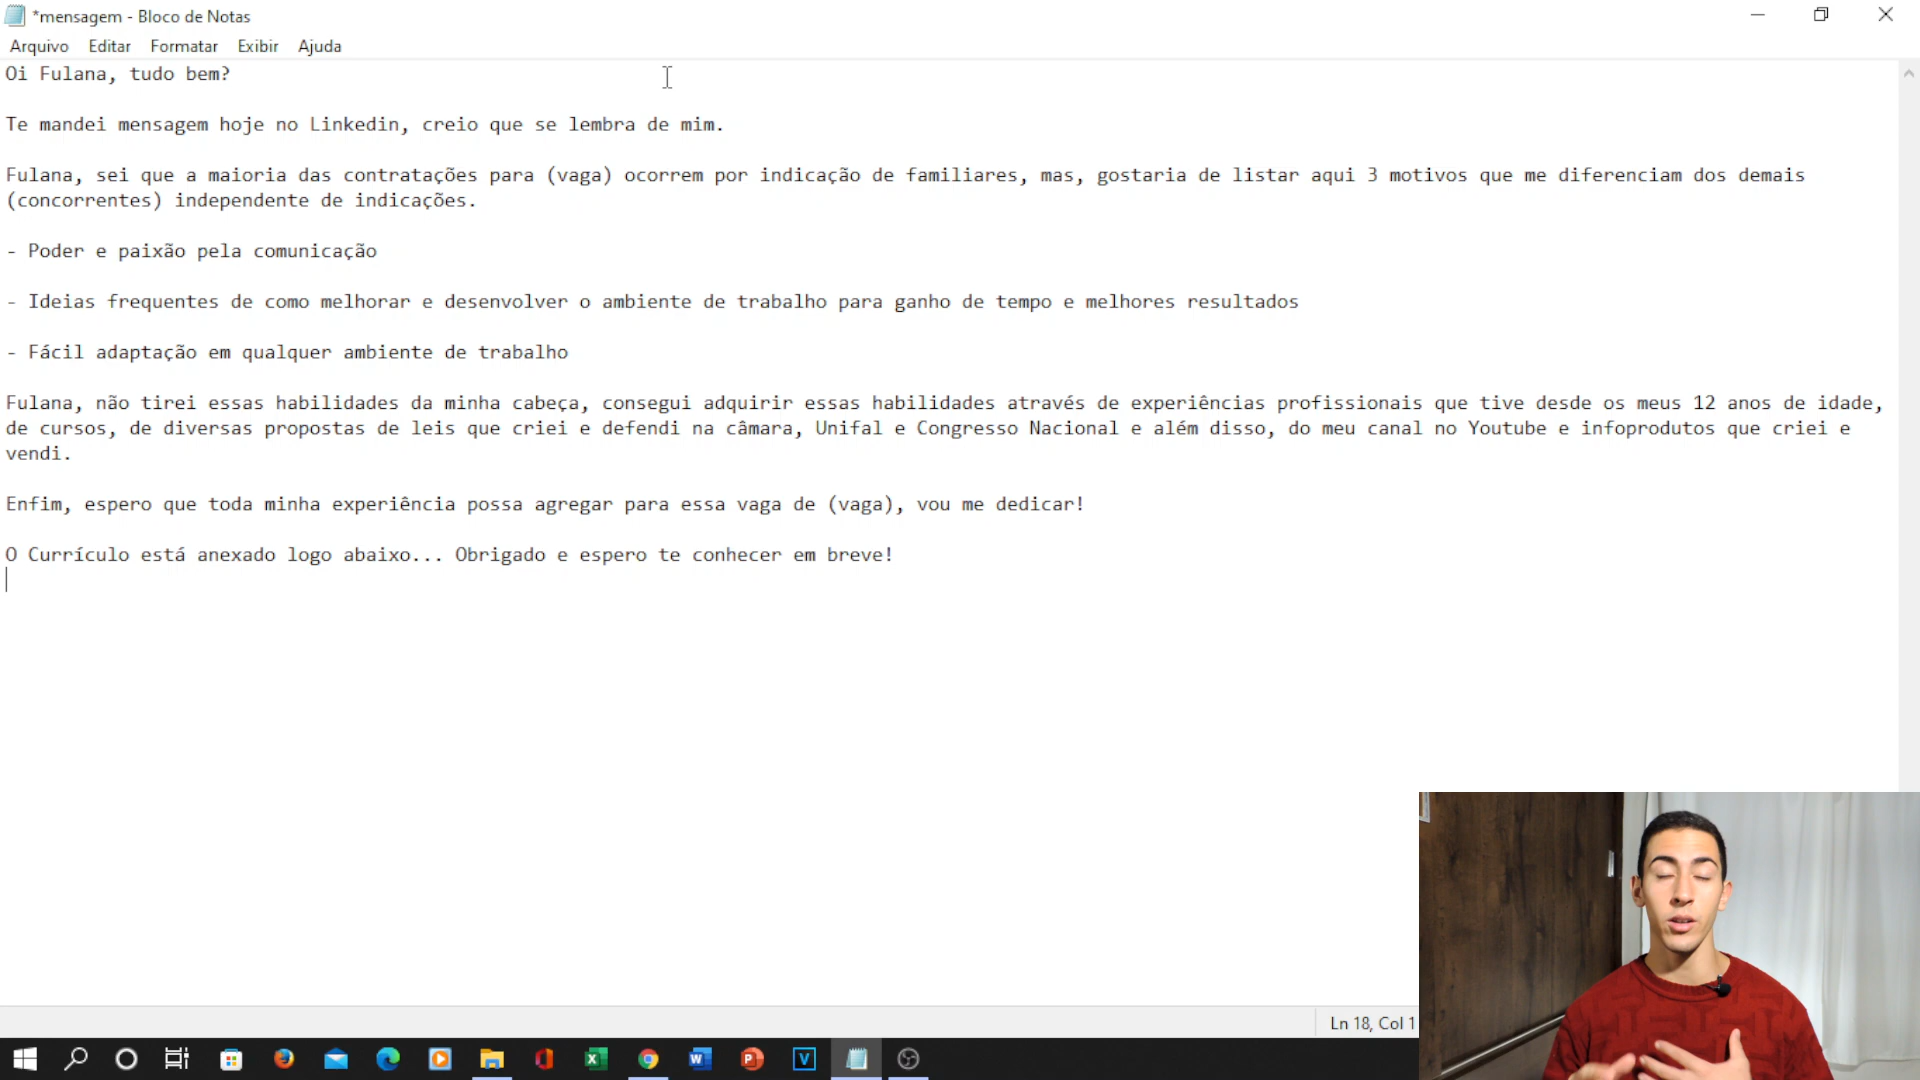 *mensagem - Bloco de Notas
Arquivo Editar Formatar Exibir Ajuda
Oi Fulana, tudo bem?
Te mandei mensagem hoje no Linkedin, creio que se lembra de mim.
Fulana, sei que a maioria das contratações para (vaga) ocorrem por indicação de familiares, mas, gostaria de listar aqui 3 motivos que me diferenciam dos demais
(concorrentes) independente de indicações.
- Poder e paixão pela comunicação
- Ideias frequentes de como melhorar e desenvolver o ambiente de trabalho para ganho de tempo e melhores resultados
- Fácil adaptação em qualquer ambiente de trabalho
Fulana, não tirei essas habilidades da minha cabeça, consegui adquirir essas habilidades através de experiências profissionais que tive desde os meus 12 anos de idade,
de cursos, de diversas propostas de leis que criei e defendi na câmara, Unifal e Congresso Nacional e além disso, do meu canal no Youtube e infoprodutos que criei e
vendi.
Enfim, espero que toda minha experiência possa agregar para essa vaga de (vaga), vou me dedicar!
O Currículo está anexado logo abaixo... Obrigado e espero te conhecer em breve!
Ln 18, Col 1